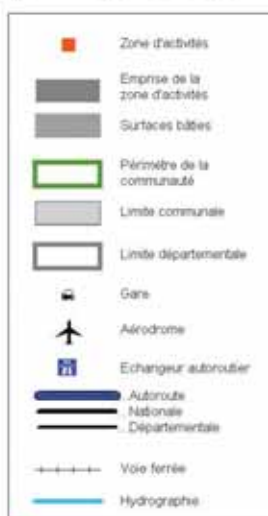 Zone d'activités
Emprise de la
zone d'activités
Surfaces bâties
Périmètre de la
communauté
Limite communale
Limite départementale
Gare
Aérodrome
Echangeur autoroutier
Autoroute
Nationale
Départementale
Voie ferrée
Hydrographie